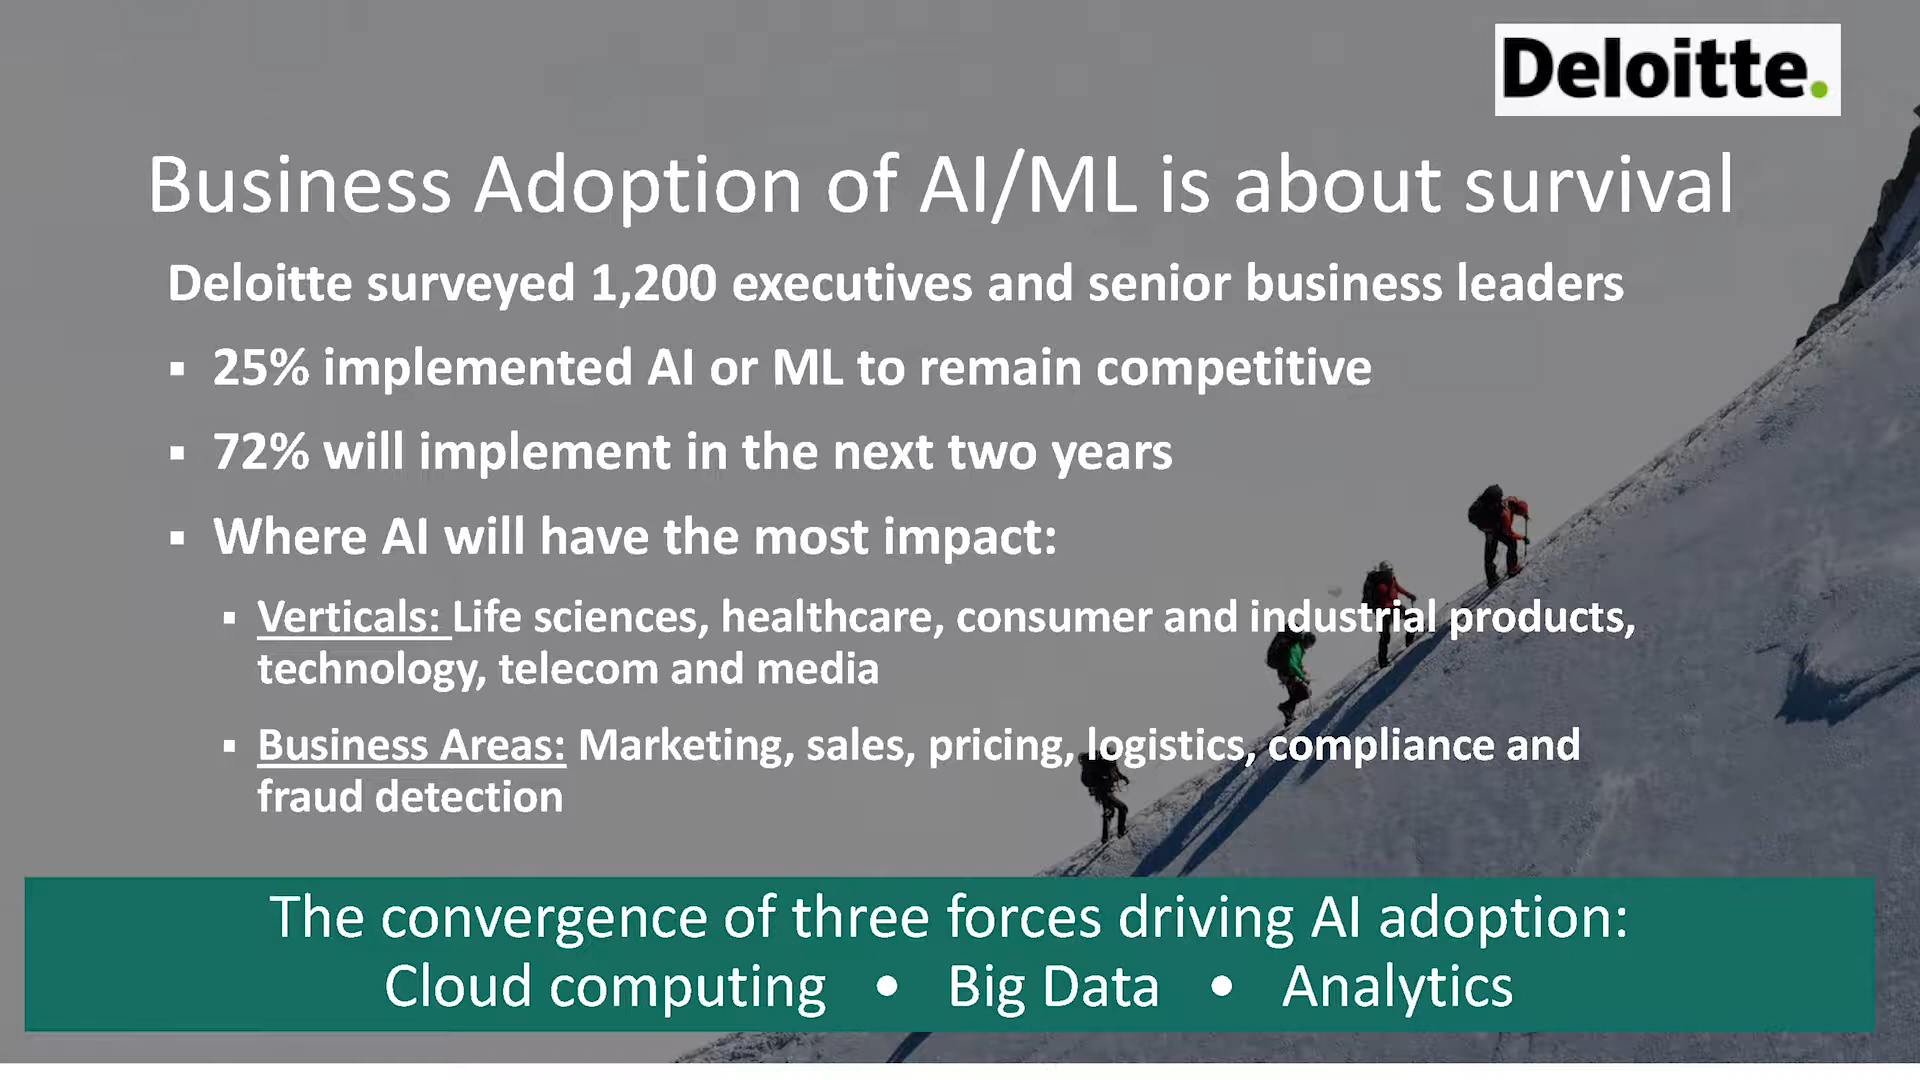 Deloitte.
Business Adoption of AI/ML is about survival
Deloitte surveyed 1,200 executives and senior business leaders
▪ 25% implemented AI or ML to remain competitive
▪ 72% will implement in the next two years
▪ Where AI will have the most impact:
▪ Verticals: Life sciences, healthcare, consumer and industrial products,
technology, telecom and media
▪ Business Areas: Marketing, sales, pricing, logistics, compliance and
fraud detection
The convergence of three forces driving AI adoption:
Cloud computing • Big Data • Analytics